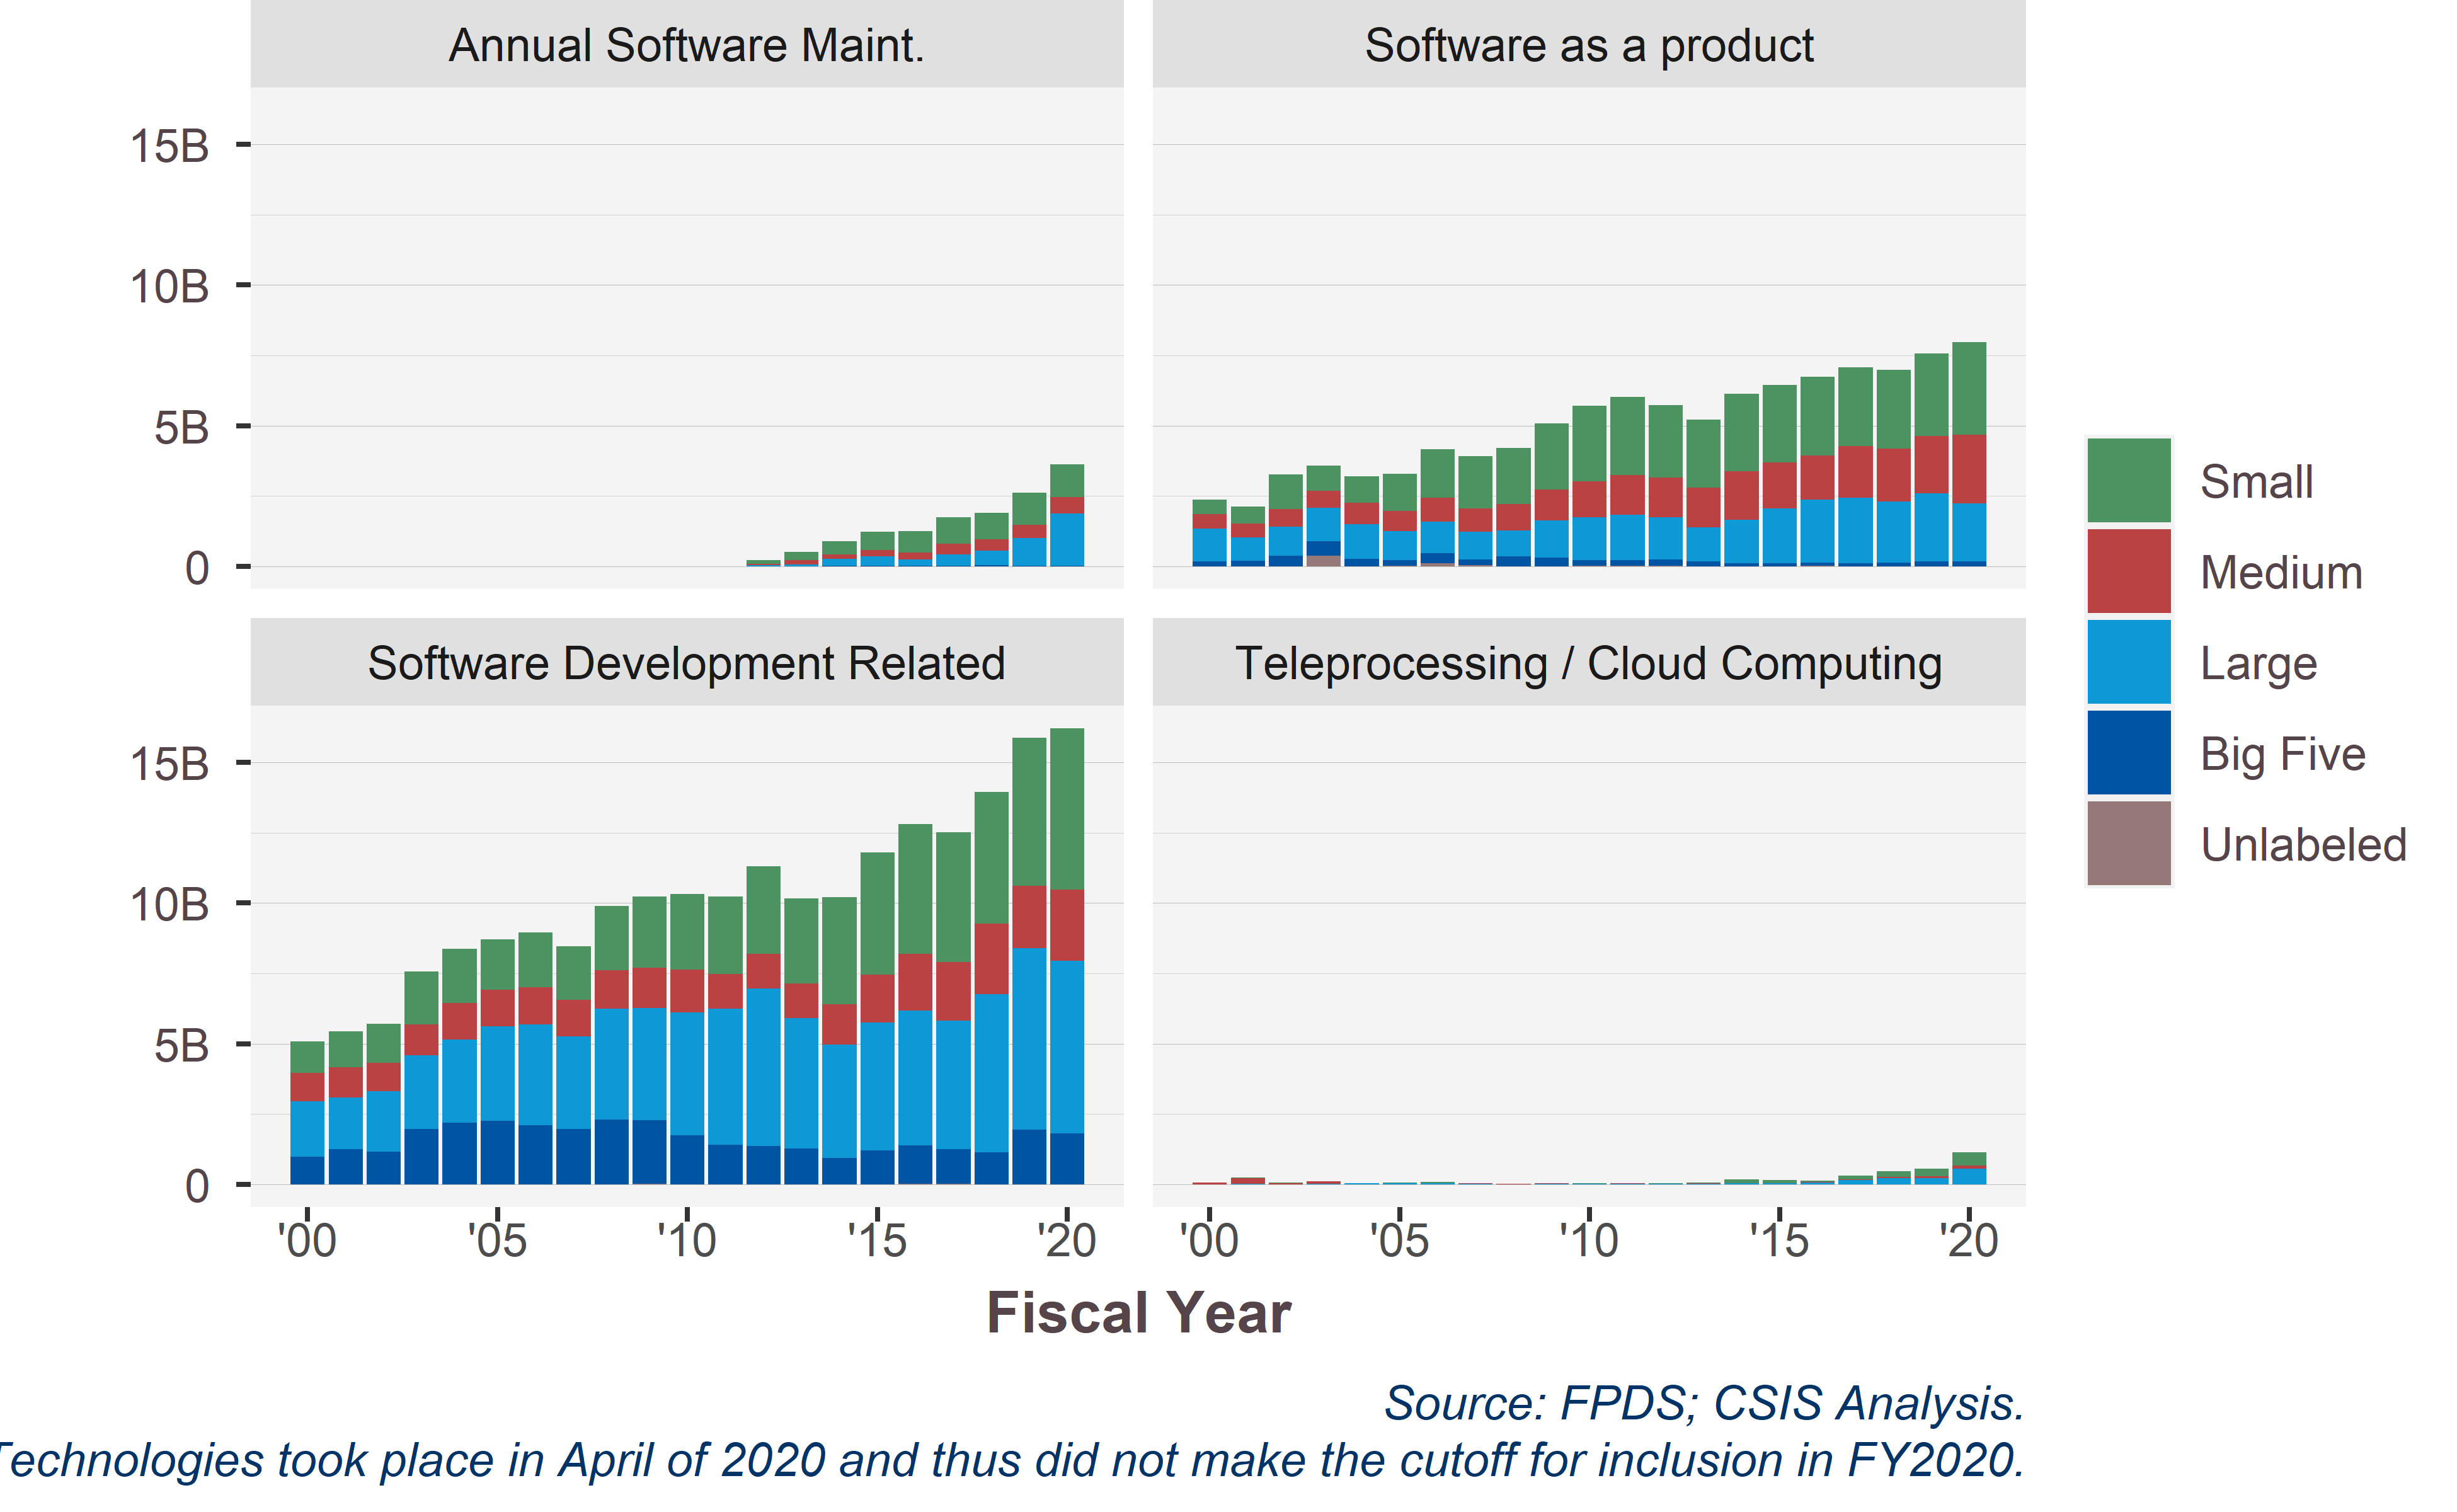 Annual Software Maint.
Software as a product
15B
10B
5B
0
Small
Medium
Large
Big Five
Unlabeled
Software Development Related
Teleprocessing / Cloud Computing
15B
10B
5B
0
'00
'05
'10
'15
'20
'00
'05
'10
'15
'20
Fiscal Year
Source: FPDS; CSIS Analysis.
Technologies took place in April of 2020 and thus did not make the cutoff for inclusion in FY2020.